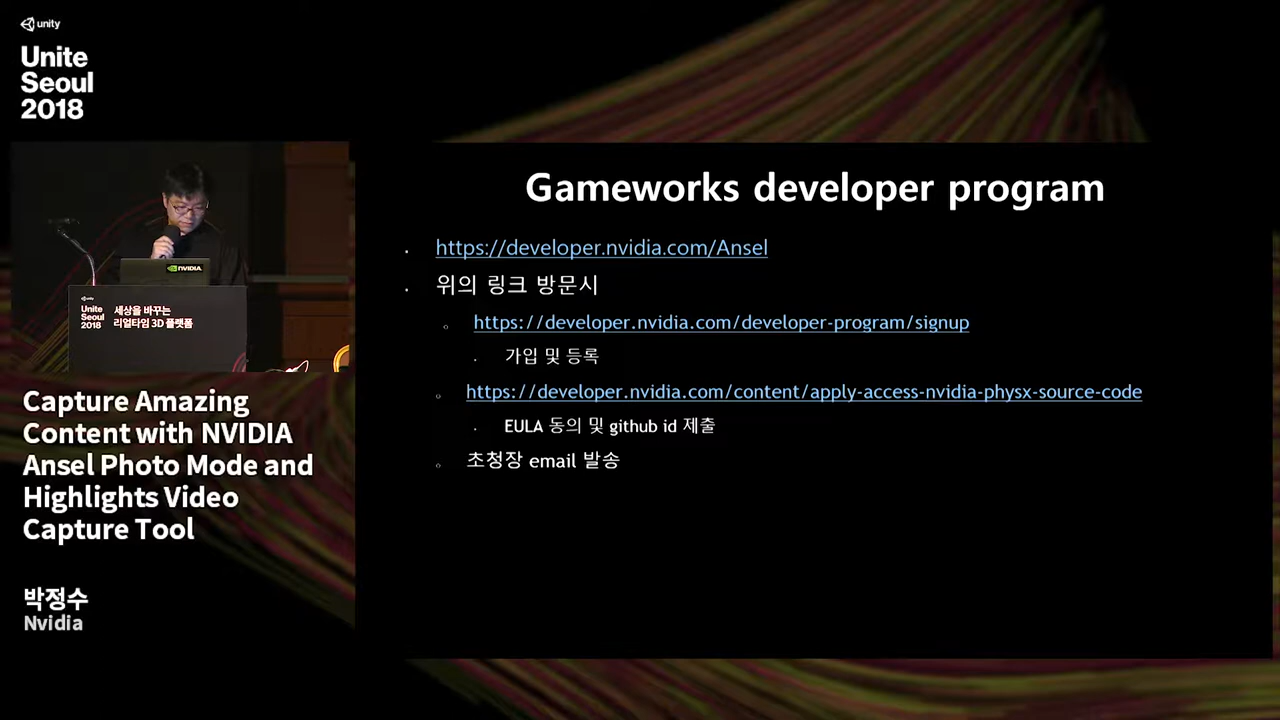 unity
Unite
Seoul
2018
NVIDIA
unity
Unite
Seoul
2018
세상을 바꾸는
리얼타임 3D 플랫폼
Capture Amazing
Content with NVIDIA
Ansel Photo Mode and
Highlights Video
Capture Tool
박정수
Nvidia
Gameworks developer program
https://developer.nvidia.com/Ansel
위의 링크 방문시
https://developer.nvidia.com/developer-program/signup
가입 및 등록
https://developer.nvidia.com/content/apply-access-nvidia-physx-source-code
EULA 동의 및 github id 제출
초청장 email 발송